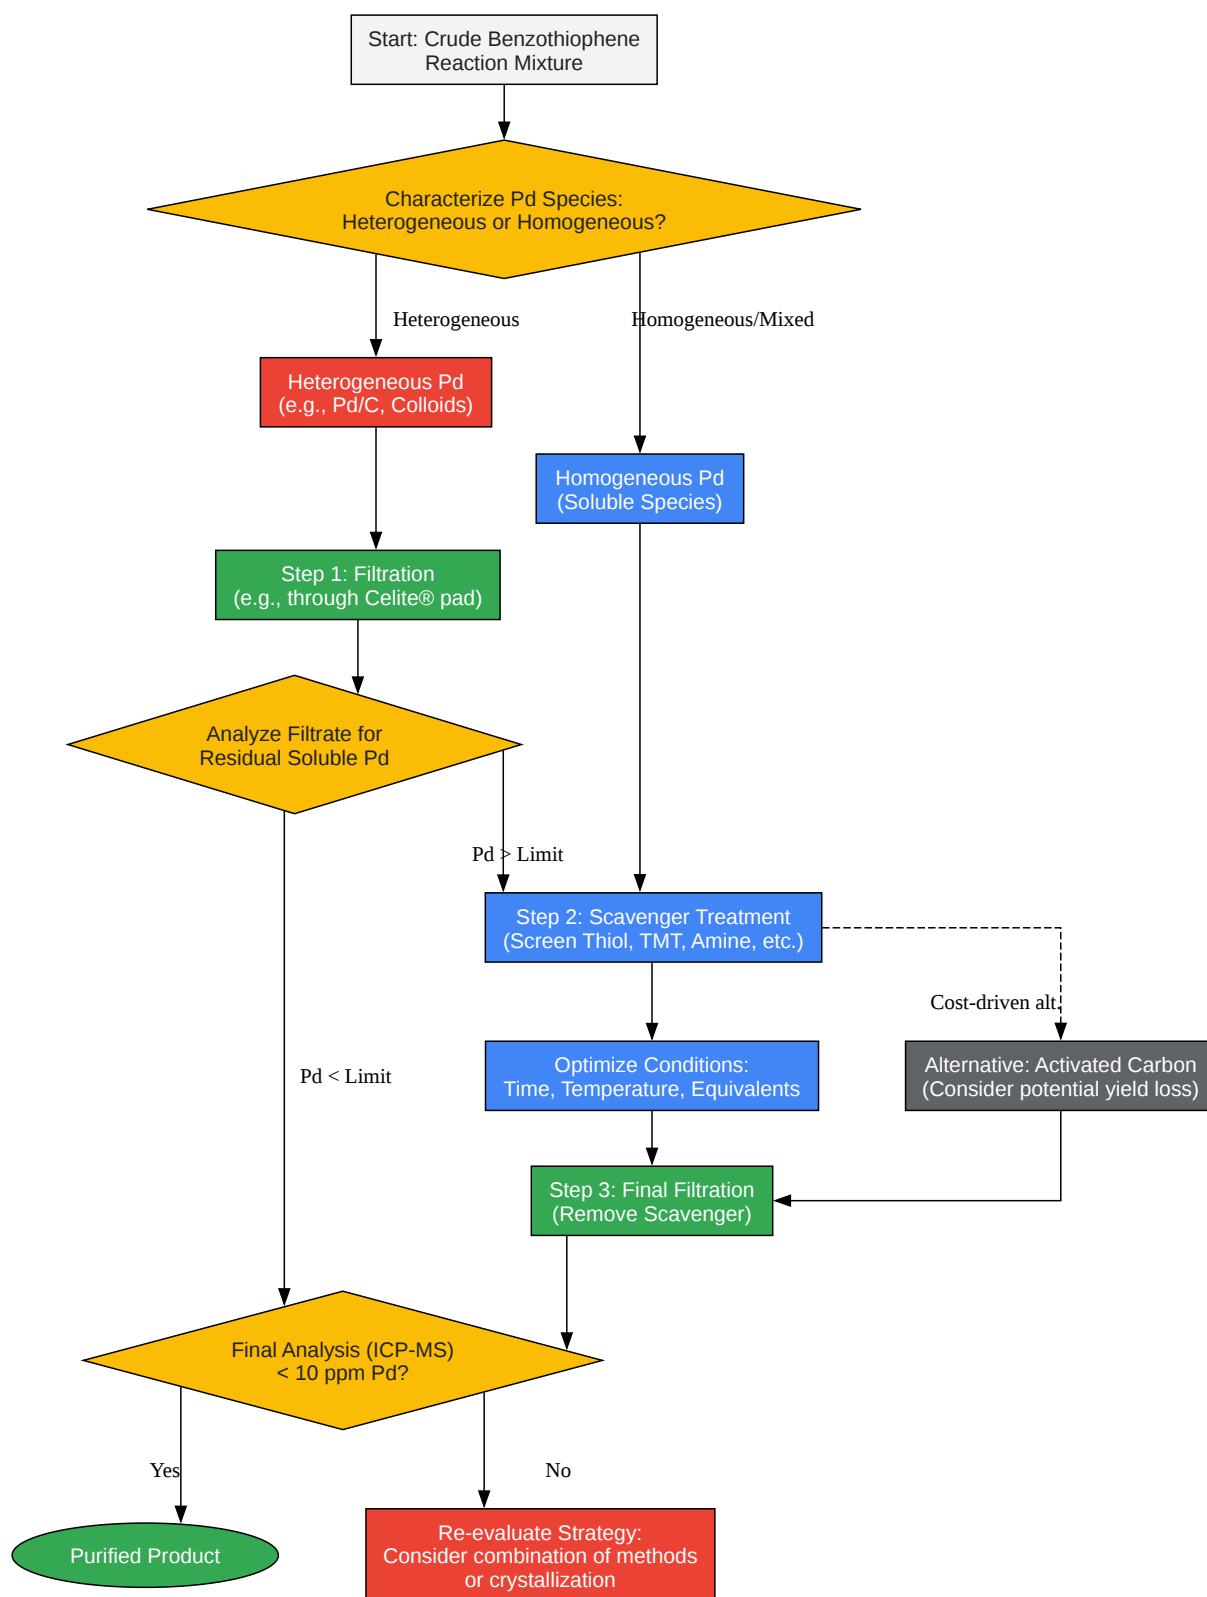 Start: Crude Benzothiophene
Reaction Mixture
Characterize Pd Species:
Heterogeneous or Homogeneous?
Heterogeneous
Homogeneous/Mixed
Heterogeneous Pd
(e.g., Pd/C, Colloids)
Homogeneous Pd
(Soluble Species)
Step 1: Filtration
(e.g., through Celite® pad)
Analyze Filtrate for
Residual Soluble Pd
Pd > Limit
Step 2: Scavenger Treatment
(Screen Thiol, TMT, Amine, etc.)
Cost-driven alt.
Pd < Limit
Optimize Conditions:
Time, Temperature, Equivalents
Alternative: Activated Carbon
(Consider potential yield loss)
Step 3: Final Filtration
(Remove Scavenger)
Final Analysis (ICP-MS)
< 10 ppm Pd?
Yes
No
Purified Product
Re-evaluate Strategy:
Consider combination of methods
or crystallization